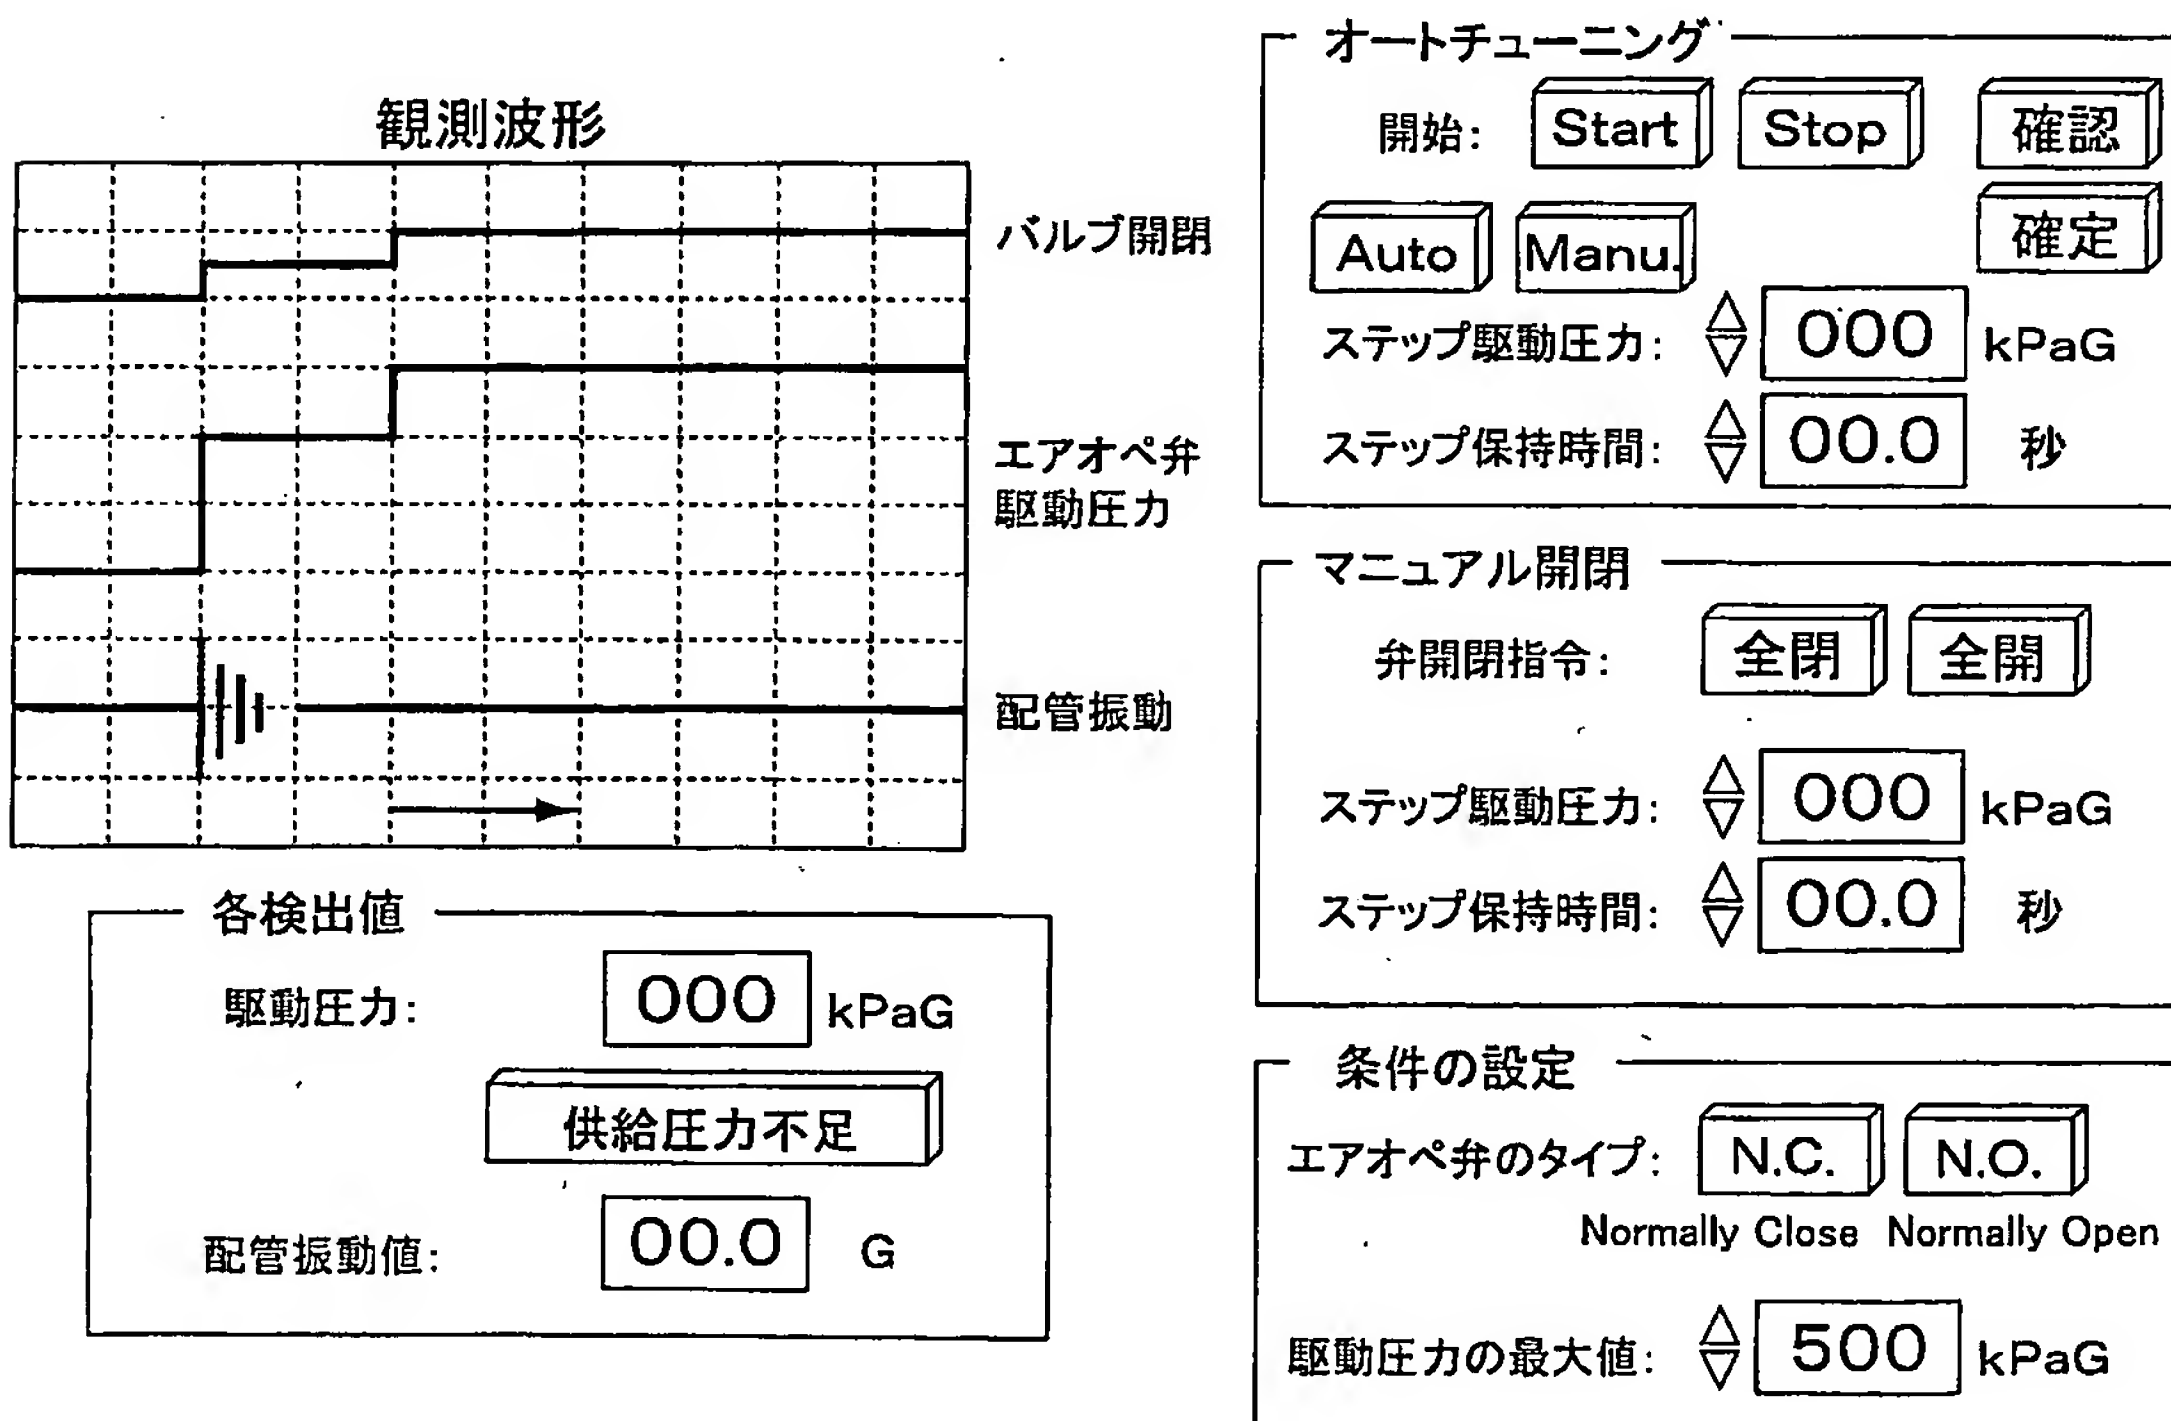 観測波形
バルブ開閉
エアオペ弁
駆動圧力
配管振動
各検出値
駆動圧力: 000 kPaG
供給圧力不足
配管振動値: 00.0 G
オートチューニング
開始: Start Stop 確認
Auto Manu. 確定
ステップ駆動圧力: 000 kPaG
ステップ保持時間: 00.0 秒
マニュアル開閉
弁開閉指令: 全閉 全開
ステップ駆動圧力: 000 kPaG
ステップ保持時間: 00.0 秒
条件の設定
エアオペ弁のタイプ: N.C. N.O.
Normally Close Normally Open
駆動圧力の最大値: 500 kPaG